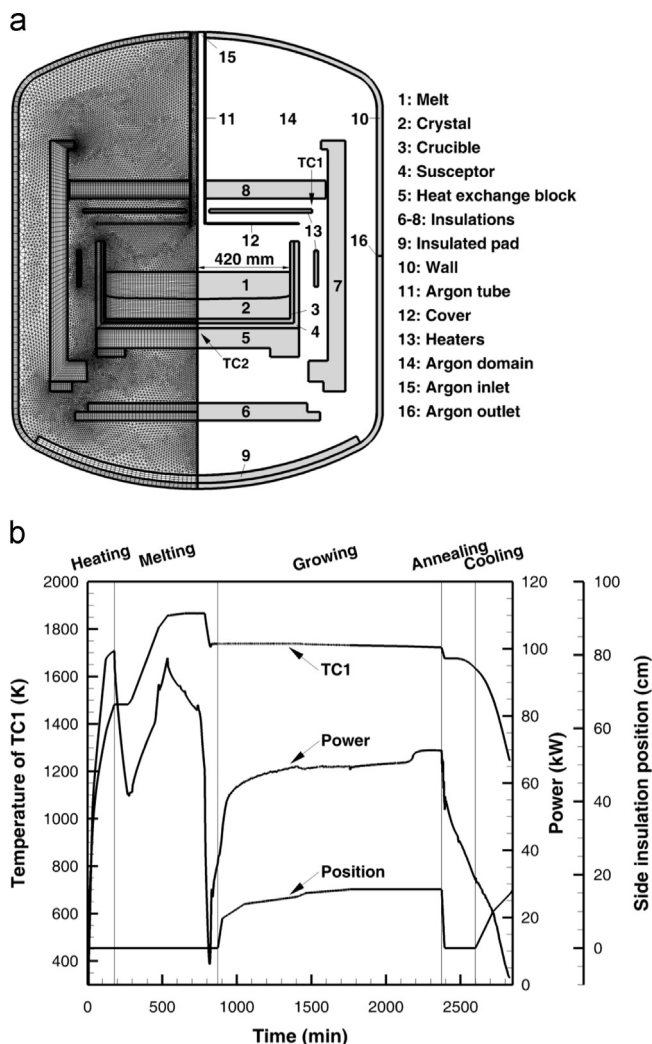 a
15
11
14
10
TC1
8
12
13
16
420 mm
1
7
2
3
4
5
TC2
6
9
1: Melt
2: Crystal
3: Crucible
4: Susceptor
5: Heat exchange block
6-8: Insulations
9: Insulated pad
10: Wall
11: Argon tube
12: Cover
13: Heaters
14: Argon domain
15: Argon inlet
16: Argon outlet
b
Heating Melting Growing Annealing Cooling
2000
1800
1600
1400
1200
1000
800
600
400
Temperature of TC1 (K)
TC1
Power
Position
120
100
80
60
40
20
0
Power (kW)
100
80
60
40
20
0
Side insulation position (cm)
0 500 1000 1500 2000 2500
Time (min)